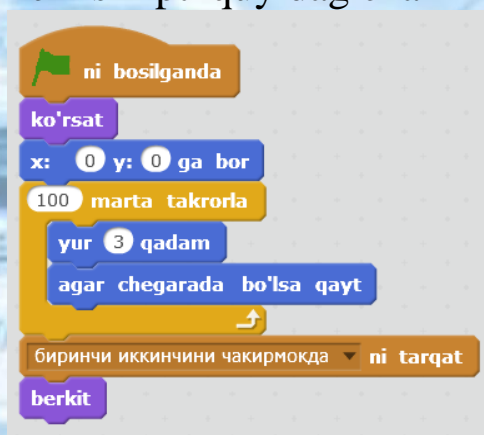 ni bosilganda
ko'rsat
x: 0 y: 0 ga bor
100 marta takrorla
yur 3 qadam
agar chegarada bo'lsa qayt
биринчи иккинчини чакирмокда ni tarqat
berkit